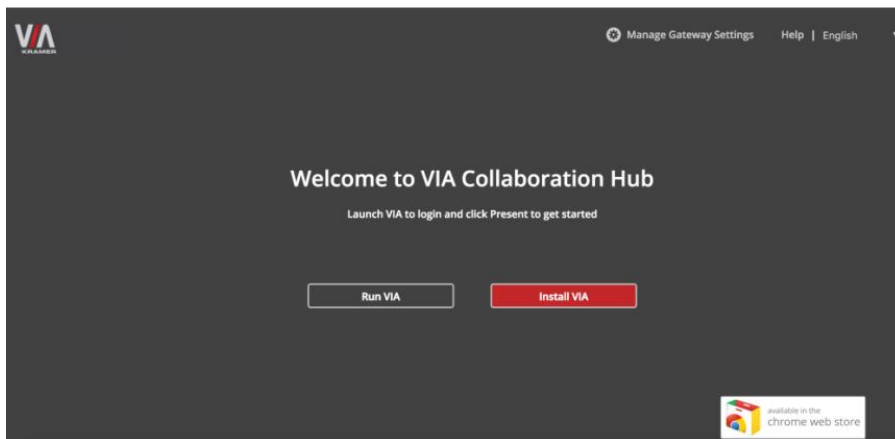 VIA
KRAMER
Manage Gateway Settings Help | English
Welcome to VIA Collaboration Hub
Launch VIA to login and click Present to get started
Run VIA Install VIA
available in the
chrome web store